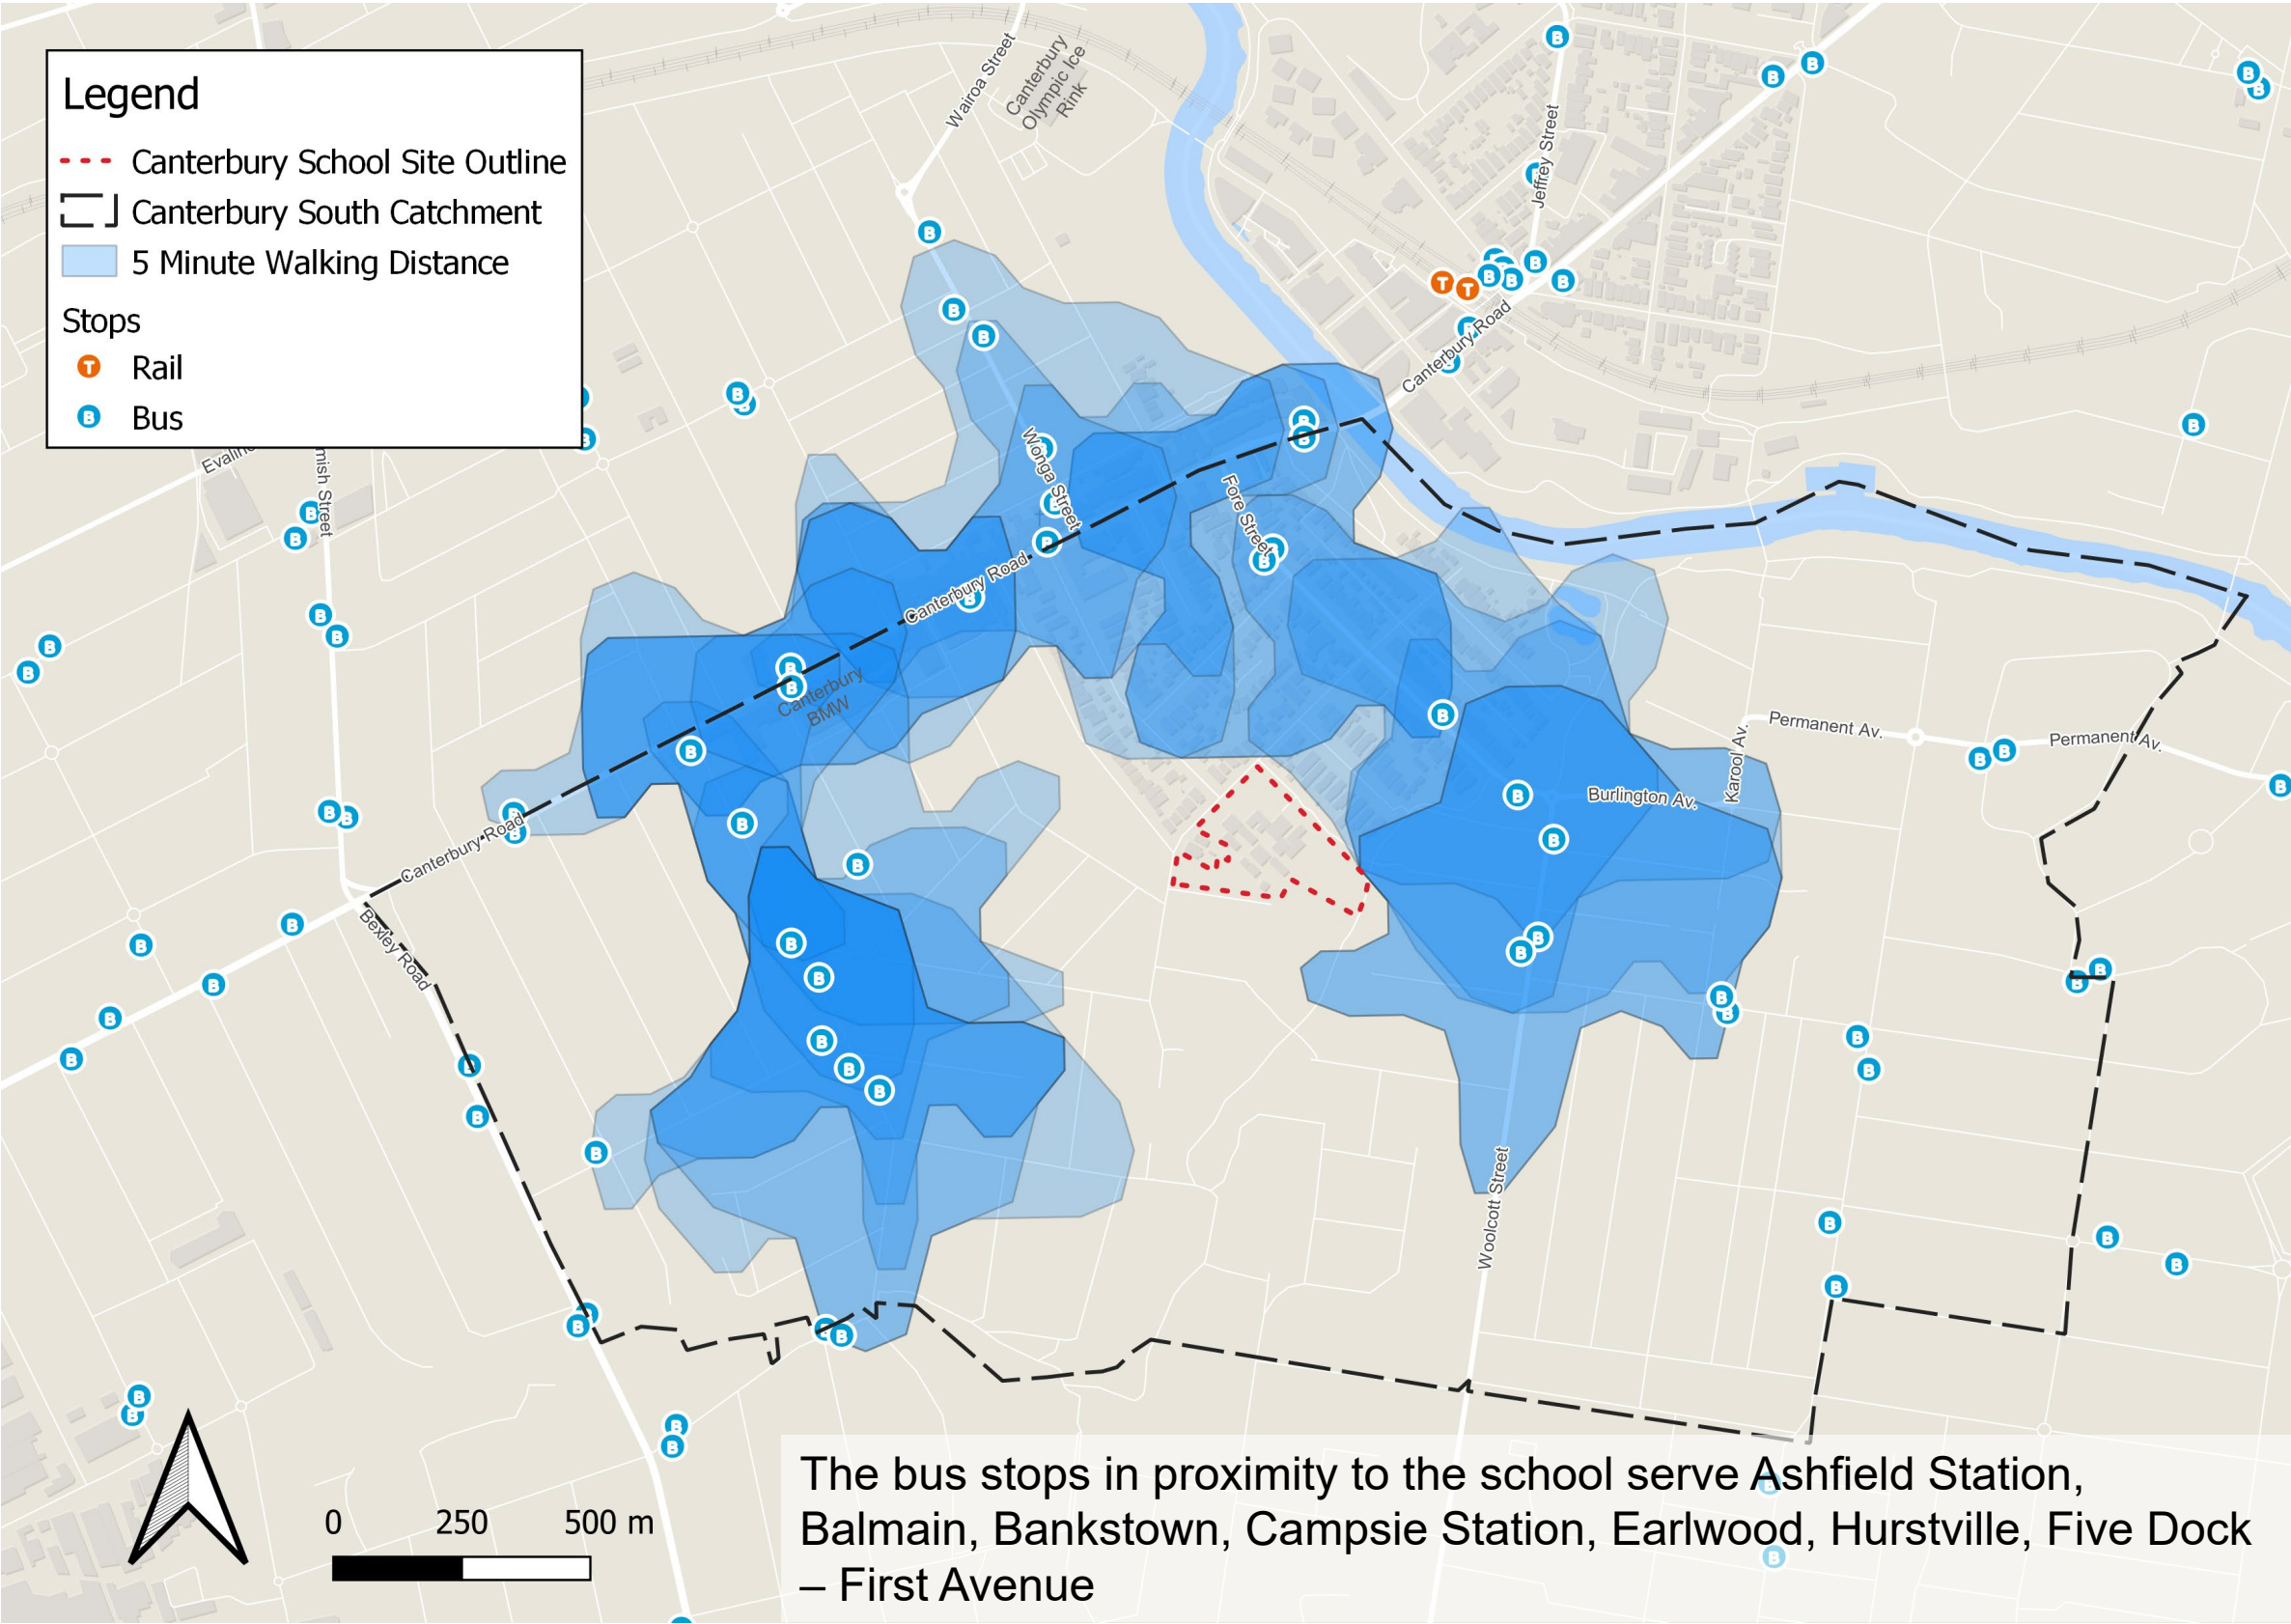 Legend
Canterbury School Site Outline
Canterbury South Catchment
5 Minute Walking Distance
Stops
T
Rail
B
Bus
Wairoa Street
Canterbury
Olympic Ice
Rink
Jeffrey Street
Canterbury Road
mish Street
Wonga Street
Fore Street
Canterbury Road
Canterbury
BMW
Permanent Av.
Permanent Av.
Karool Av.
Burlington Av.
Canterbury Road
Bexley Road
Woolcott Street
0 250 500 m
The bus stops in proximity to the school serve Ashfield Station,
Balmain, Bankstown, Campsie Station, Earlwood, Hurstville, Five Dock
– First Avenue